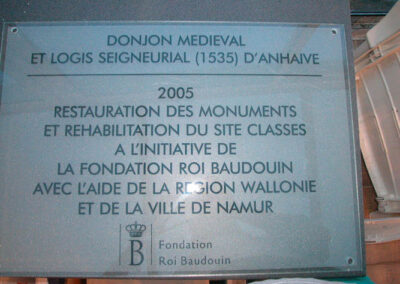 DONJON MEDIEVAL
ET LOGIS SEIGNEURIAL (1535) D'ANHAIVE
2005
RESTAURATION DES MONUMENTS
ET REHABILITATION DU SITE CLASSES
A L'INITIATIVE DE
LA FONDATION ROI BAUDOUIN
AVEC L'AIDE DE LA REGION WALLONIE
ET DE LA VILLE DE NAMUR
B
Fondation
Roi Baudouin